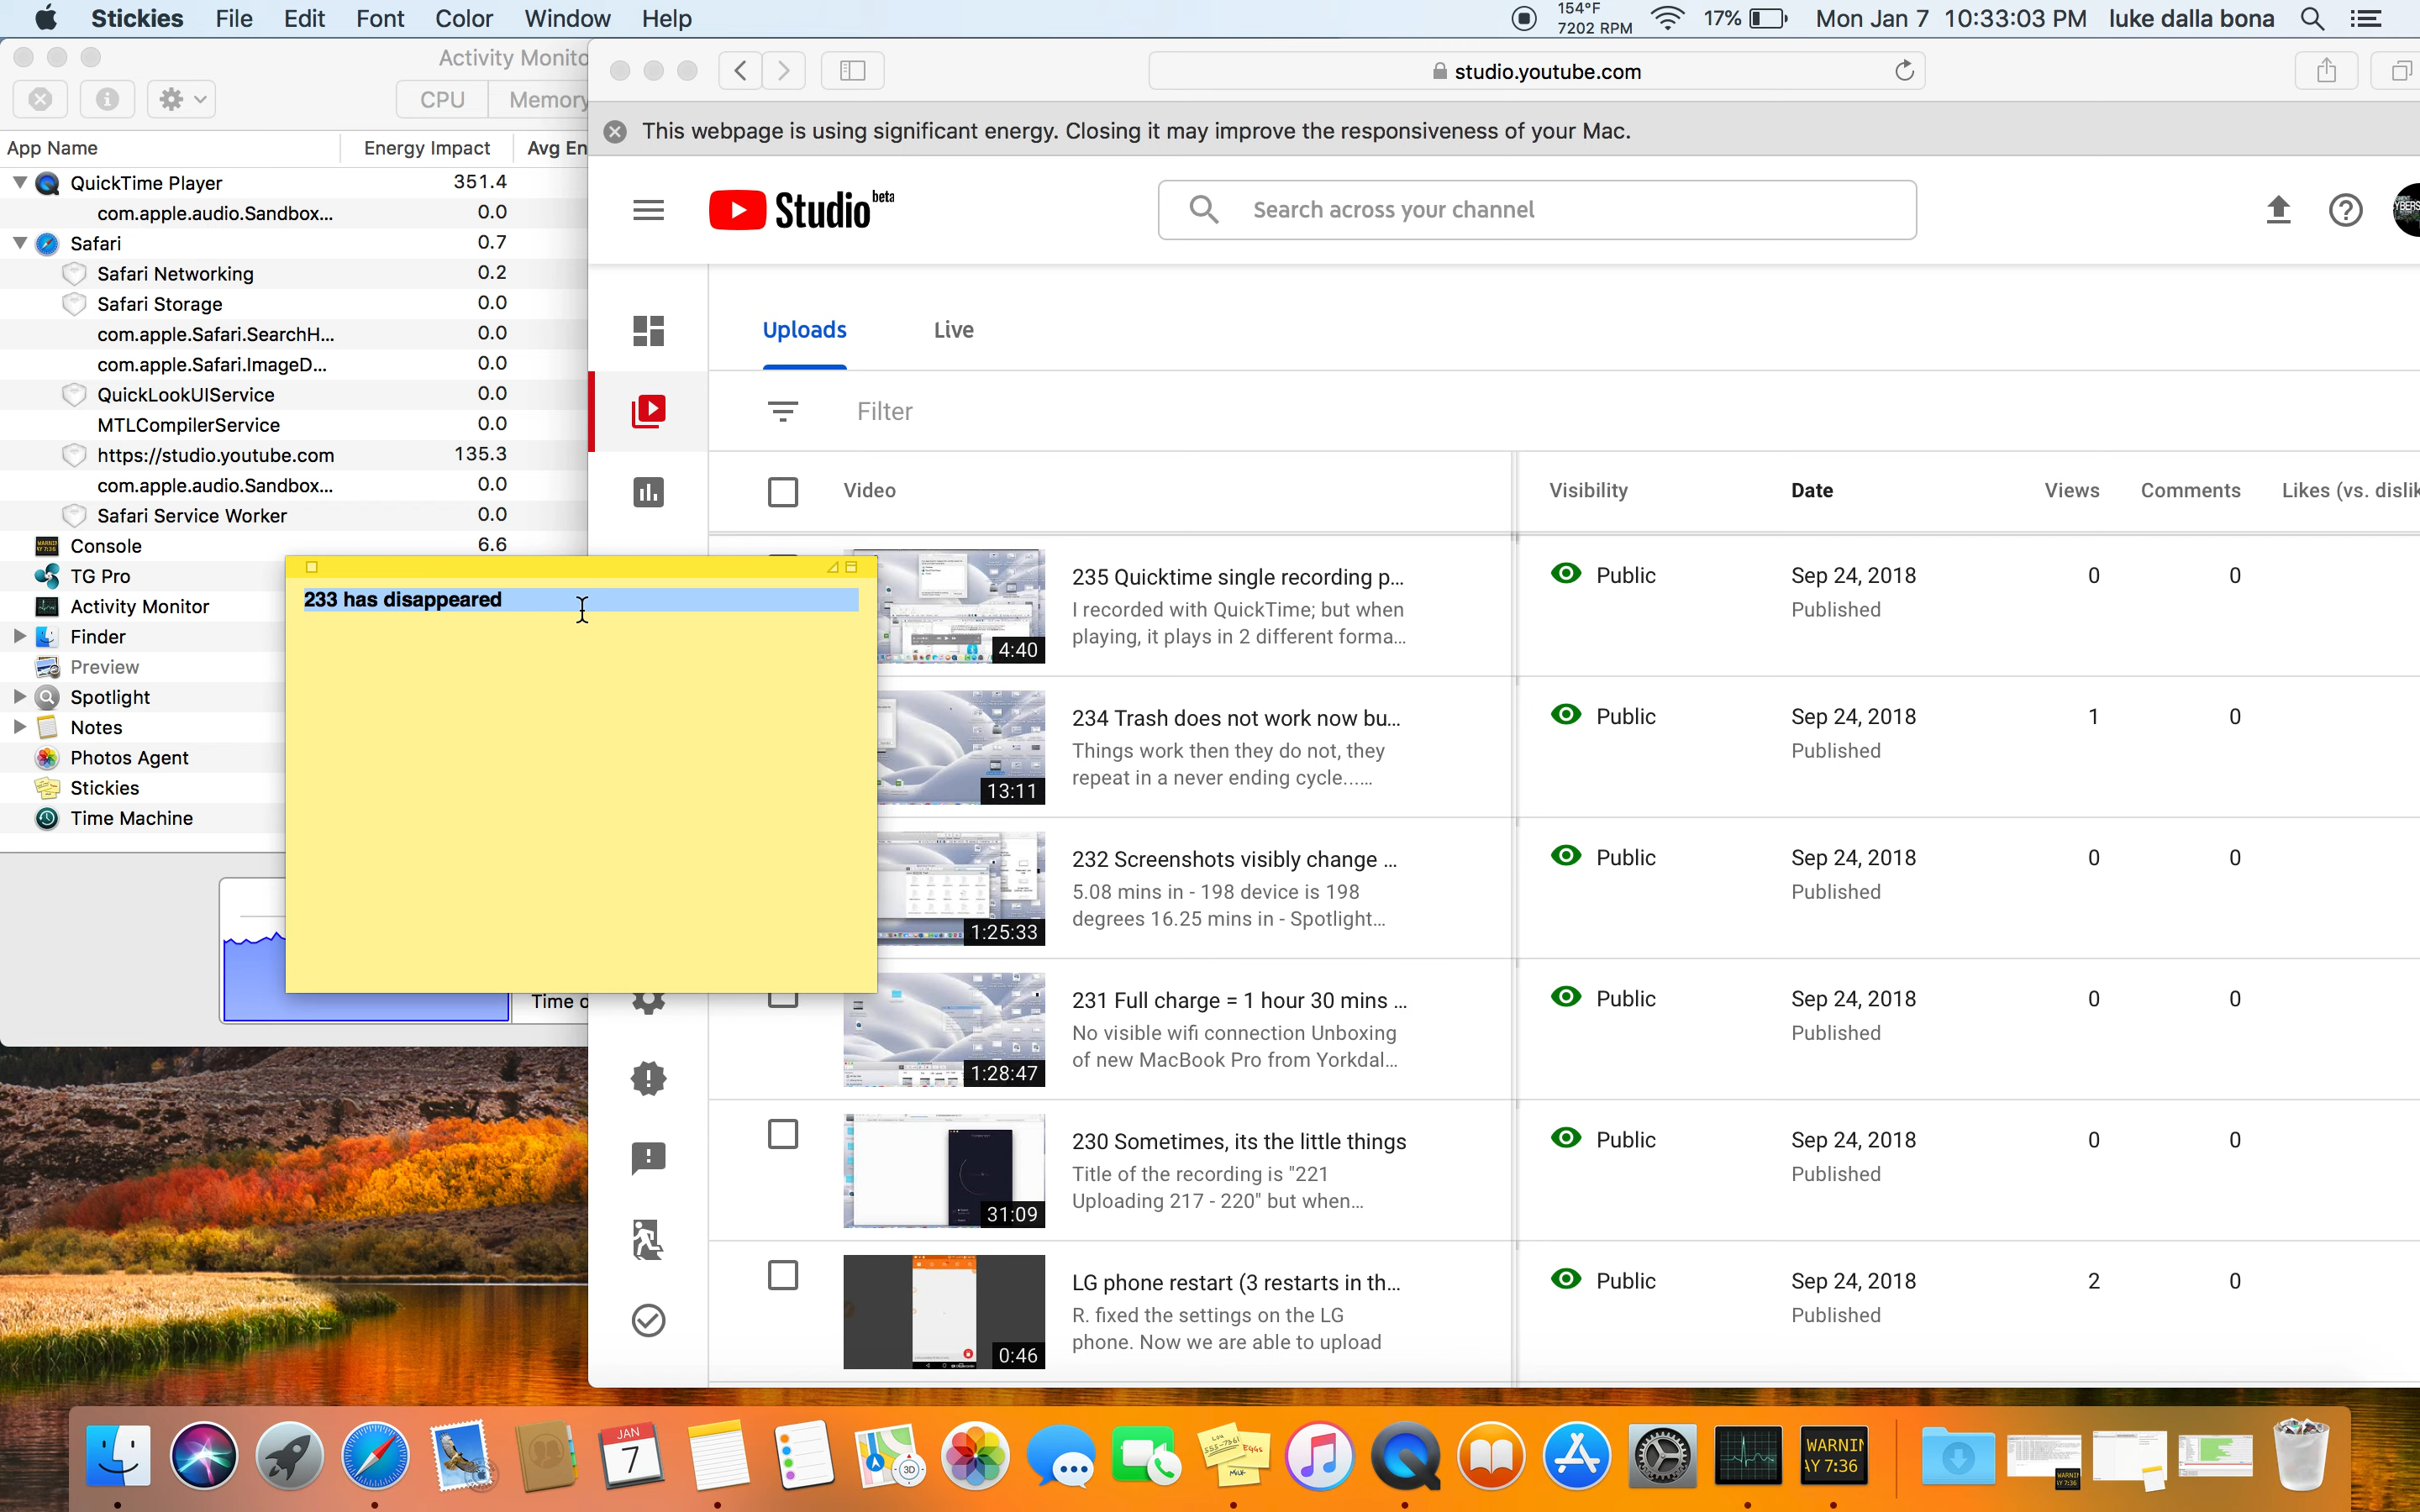 Stickies File Edit Font Color Window Help
154°F
7202 RPM
17% Mon Jan 7 10:33:03 PM luke dalla bona
Activity Monito
CPU Memory
App Name Energy Impact Avg En
QuickTime Player 351.4
com.apple.audio.Sandbox... 0.0
Safari 0.7
Safari Networking 0.2
Safari Storage 0.0
com.apple.Safari.SearchH... 0.0
com.apple.Safari.ImageD... 0.0
QuickLookUIService 0.0
MTLCompilerService 0.0
https://studio.youtube.com 135.3
com.apple.audio.Sandbox... 0.0
Safari Service Worker 0.0
Console 6.6
TG Pro
Activity Monitor
Finder
Preview
Spotlight
Notes
Photos Agent
Stickies
Time Machine
Time o
233 has disappeared
studio.youtube.com
This webpage is using significant energy. Closing it may improve the responsiveness of your Mac.
Studio beta
Search across your channel
Uploads Live
Filter
Video Visibility Date Views Comments Likes (vs. dislik
235 Quicktime single recording p... Public Sep 24, 2018 0 0
I recorded with QuickTime; but when Published
playing, it plays in 2 different forma...
4:40
234 Trash does not work now bu... Public Sep 24, 2018 1 0
Things work then they do not, they Published
repeat in a never ending cycle......
13:11
232 Screenshots visibly change ... Public Sep 24, 2018 0 0
5.08 mins in - 198 device is 198 Published
degrees 16.25 mins in - Spotlight...
1:25:33
231 Full charge = 1 hour 30 mins ... Public Sep 24, 2018 0 0
No visible wifi connection Unboxing Published
of new MacBook Pro from Yorkdal...
1:28:47
230 Sometimes, its the little things Public Sep 24, 2018 0 0
Title of the recording is "221 Published
Uploading 217 - 220" but when...
31:09
LG phone restart (3 restarts in th... Public Sep 24, 2018 2 0
R. fixed the settings on the LG Published
phone. Now we are able to upload
0:46
JAN
7
3D
WARNIN
AY 7:36